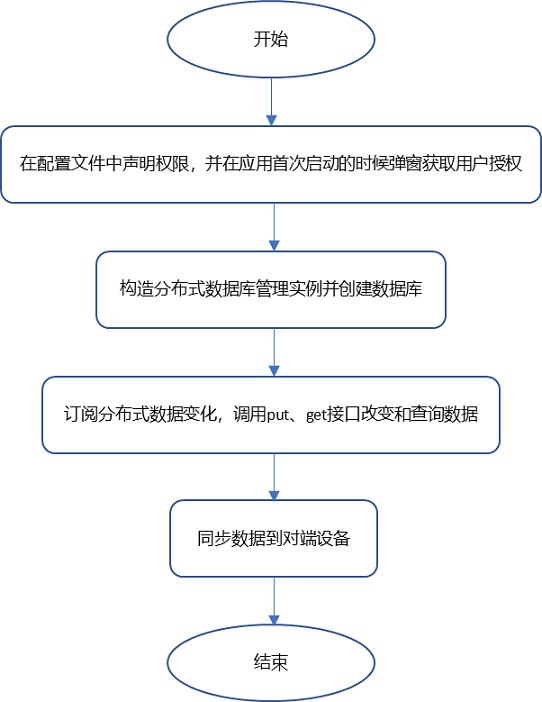 开始
在配置文件中声明权限，并在应用首次启动的时候弹窗获取用户授权
构造分布式数据库管理实例并创建数据库
订阅分布式数据变化，调用put、get接口改变和查询数据
同步数据到对端设备
结束